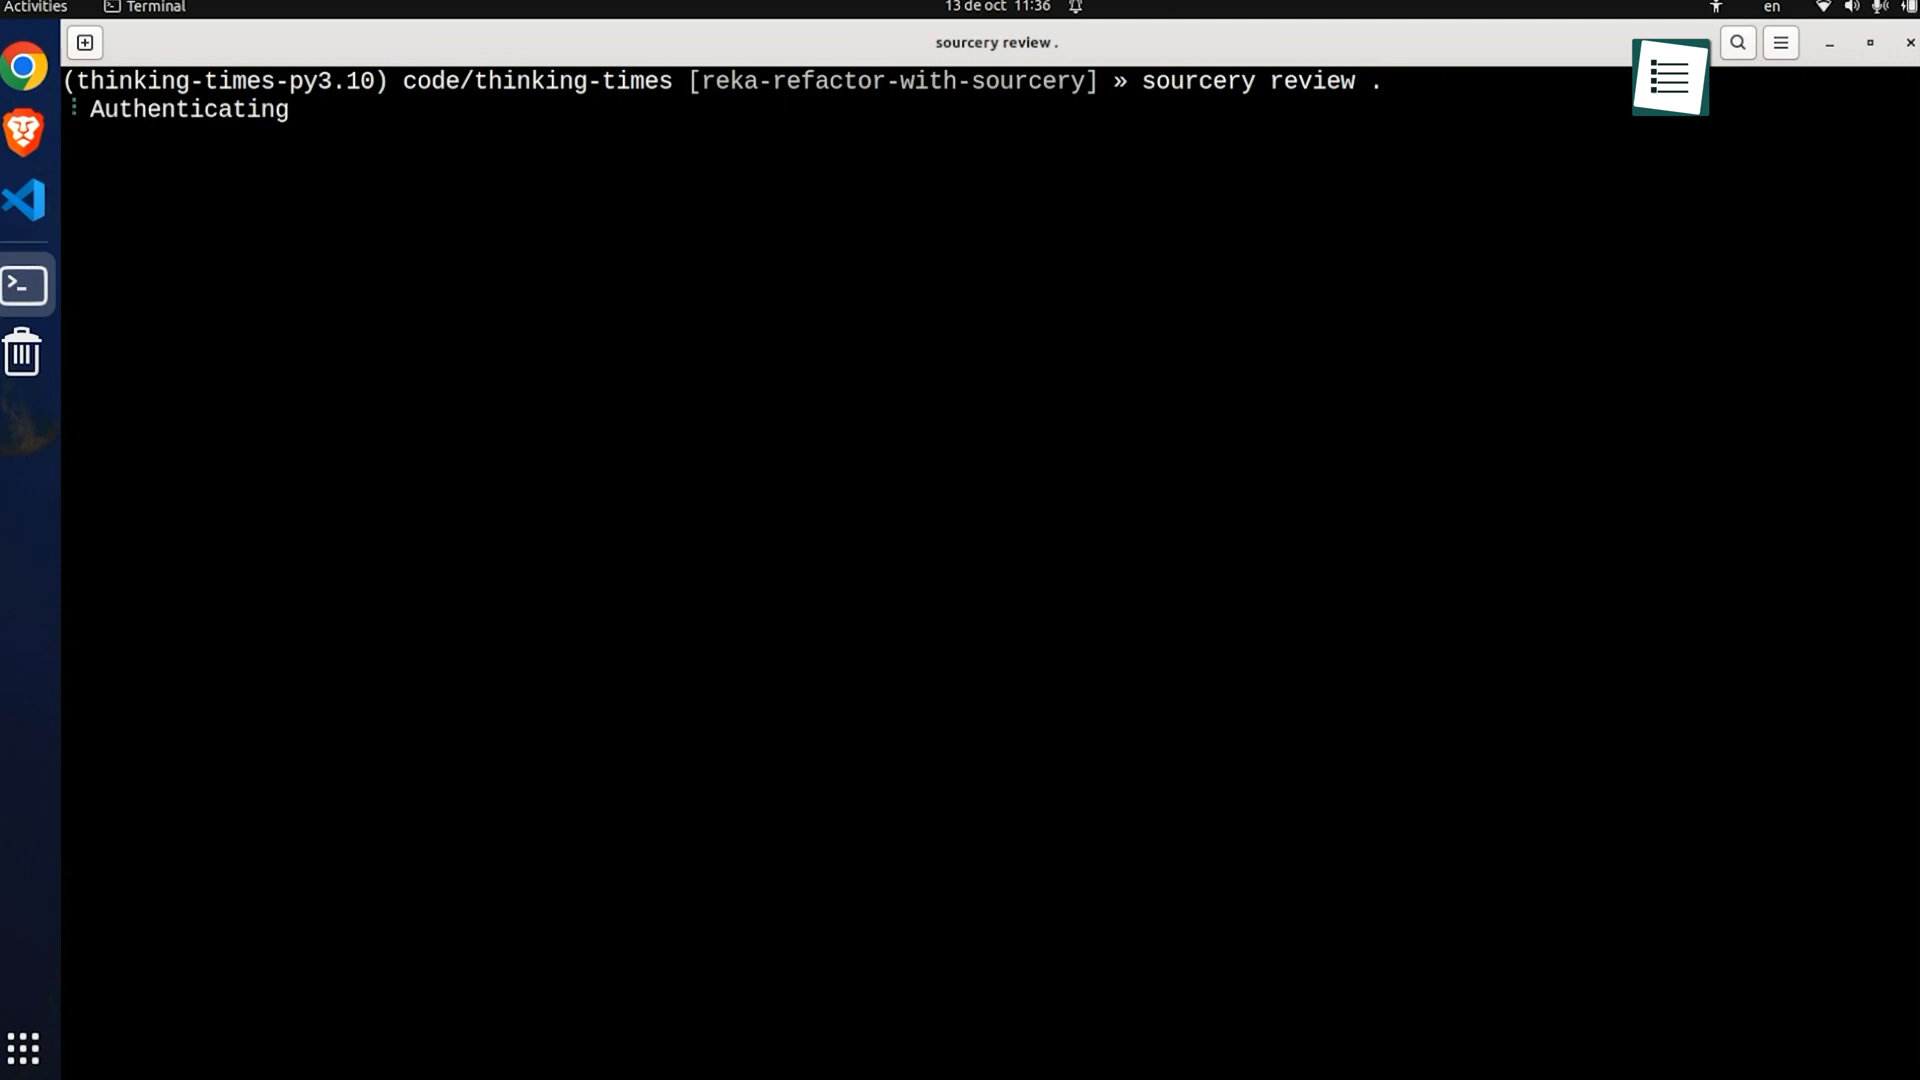 Activities
Terminal
13 de oct 11:36
en
sourcery review .
(thinking-times-py3.10) code/thinking-times [reka-refactor-with-sourcery] » sourcery review .
Authenticating